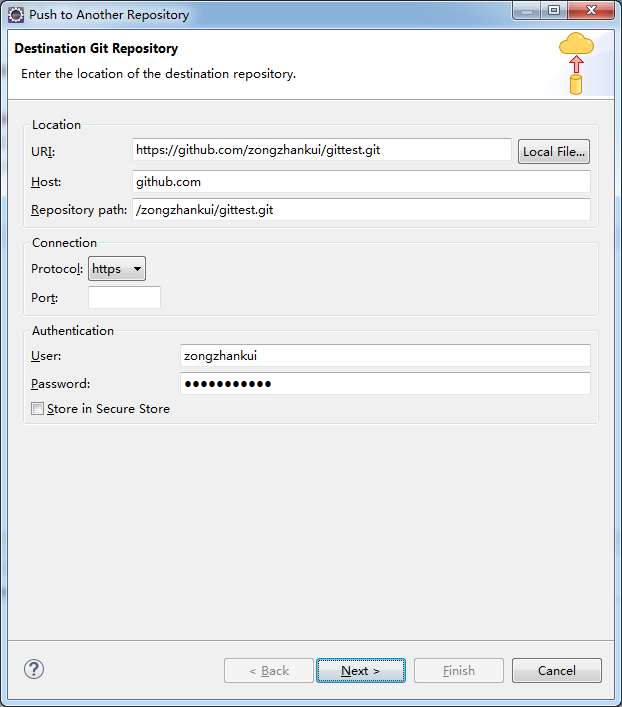 Push to Another Repository
Destination Git Repository
Enter the location of the destination repository.
Location
URI:
https://github.com/zongzhankui/gittest.git
Local File...
Host:
github.com
Repository path:
/zongzhankui/gittest.git
Connection
Protocol:
https
Port:
Authentication
User:
zongzhankui
Password:
●●●●●●●●●●●
Store in Secure Store
?
< Back
Next >
Finish
Cancel